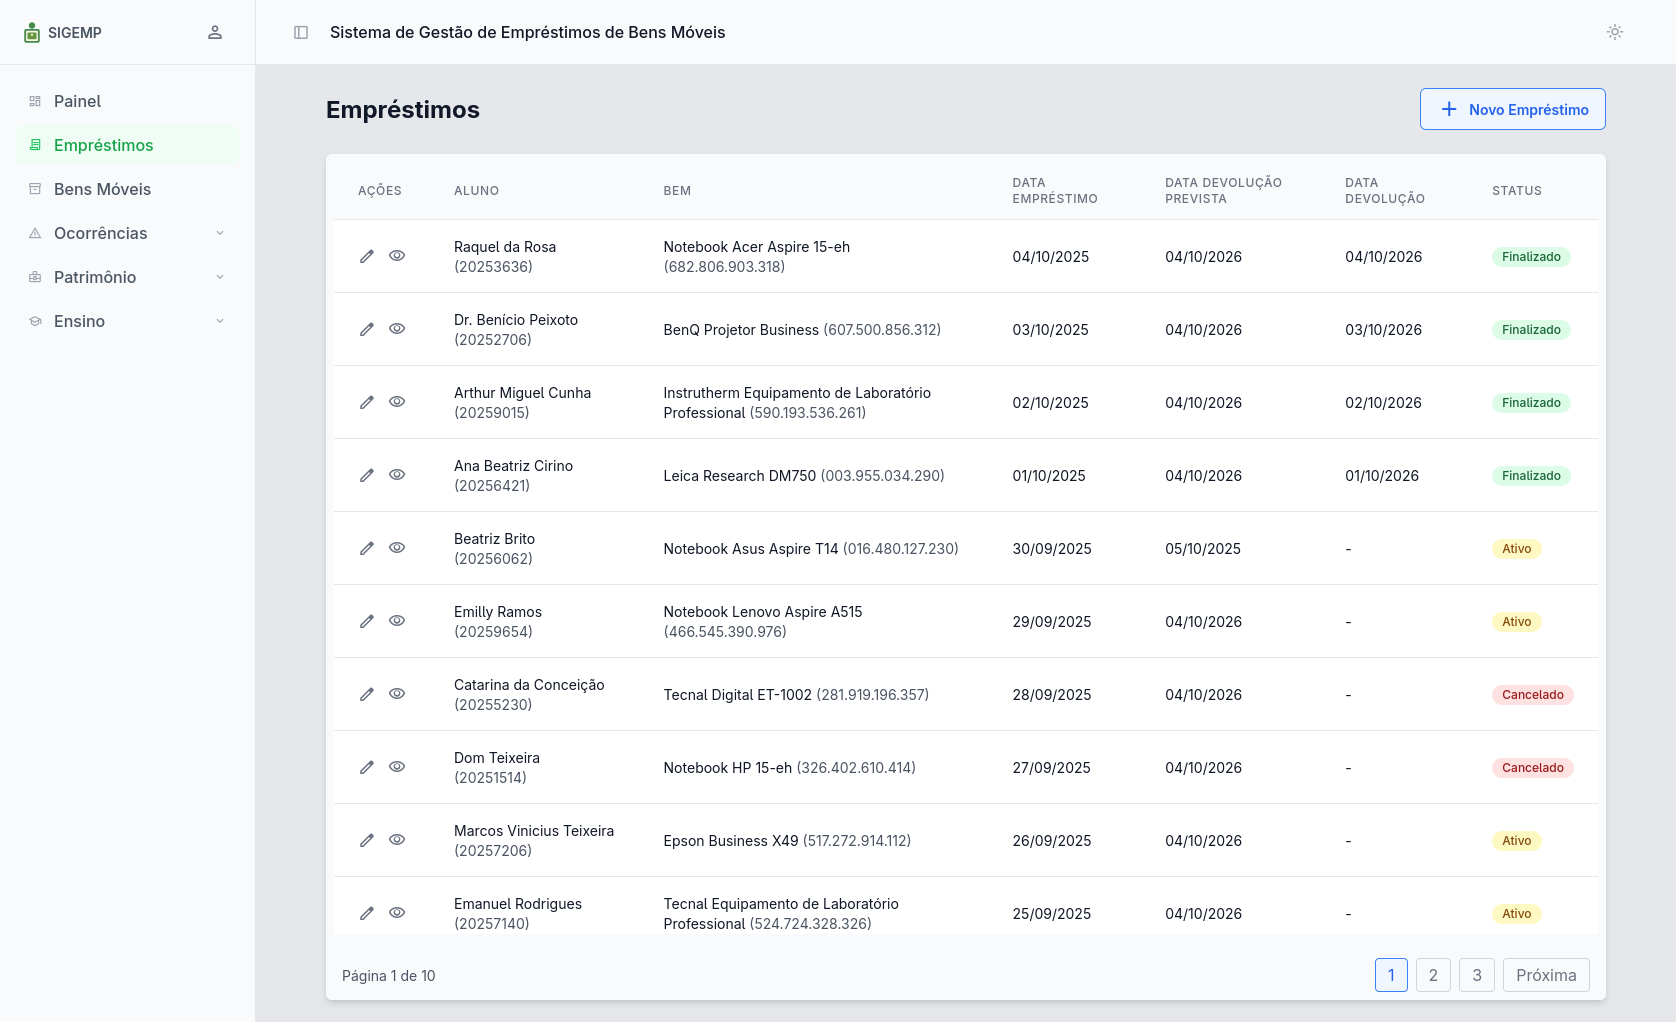 SIGEMP
Sistema de Gestão de Empréstimos de Bens Móveis
Painel
Empréstimos
Bens Móveis
Ocorrências
Patrimônio
Ensino
Empréstimos
Novo Empréstimo
AÇÕES ALUNO BEM DATA EMPRÉSTIMO DATA DEVOLUÇÃO PREVISTA DATA DEVOLUÇÃO STATUS
Raquel da Rosa
(20253636)
Notebook Acer Aspire 15-eh
(682.806.903.318)
04/10/2025 04/10/2026 04/10/2026 Finalizado
Dr. Benício Peixoto
(20252706)
BenQ Projetor Business (607.500.856.312)
03/10/2025 04/10/2026 03/10/2026 Finalizado
Arthur Miguel Cunha
(20259015)
Instrutherm Equipamento de Laboratório
Professional (590.193.536.261)
02/10/2025 04/10/2026 02/10/2026 Finalizado
Ana Beatriz Cirino
(20256421)
Leica Research DM750 (003.955.034.290)
01/10/2025 04/10/2026 01/10/2026 Finalizado
Beatriz Brito
(20256062)
Notebook Asus Aspire T14 (016.480.127.230)
30/09/2025 05/10/2025 - Ativo
Emilly Ramos
(20259654)
Notebook Lenovo Aspire A515
(466.545.390.976)
29/09/2025 04/10/2026 - Ativo
Catarina da Conceição
(20255230)
Tecnal Digital ET-1002 (281.919.196.357)
28/09/2025 04/10/2026 - Cancelado
Dom Teixeira
(20251514)
Notebook HP 15-eh (326.402.610.414)
27/09/2025 04/10/2026 - Cancelado
Marcos Vinicius Teixeira
(20257206)
Epson Business X49 (517.272.914.112)
26/09/2025 04/10/2026 - Ativo
Emanuel Rodrigues
(20257140)
Tecnal Equipamento de Laboratório
Professional (524.724.328.326)
25/09/2025 04/10/2026 - Ativo
Página 1 de 10
1 2 3 Próxima